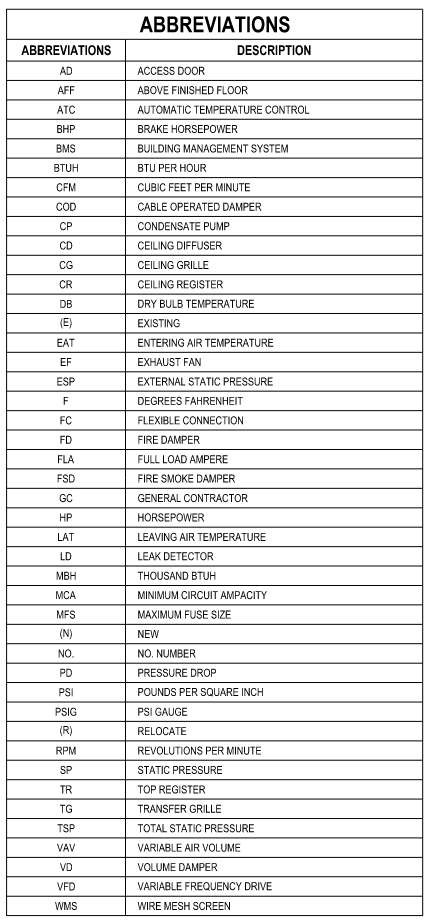 ABBREVIATIONS
ABBREVIATIONS DESCRIPTION
AD ACCESS DOOR
AFF ABOVE FINISHED FLOOR
ATC AUTOMATIC TEMPERATURE CONTROL
BHP BRAKE HORSEPOWER
BMS BUILDING MANAGEMENT SYSTEM
BTUH BTU PER HOUR
CFM CUBIC FEET PER MINUTE
COD CABLE OPERATED DAMPER
CP CONDENSATE PUMP
CD CEILING DIFFUSER
CG CEILING GRILLE
CR CEILING REGISTER
DB DRY BULB TEMPERATURE
(E) EXISTING
EAT ENTERING AIR TEMPERATURE
EF EXHAUST FAN
ESP EXTERNAL STATIC PRESSURE
F DEGREES FAHRENHEIT
FC FLEXIBLE CONNECTION
FD FIRE DAMPER
FLA FULL LOAD AMPERE
FSD FIRE SMOKE DAMPER
GC GENERAL CONTRACTOR
HP HORSEPOWER
LAT LEAVING AIR TEMPERATURE
LD LEAK DETECTOR
MBH THOUSAND BTUH
MCA MINIMUM CIRCUIT AMPACITY
MFS MAXIMUM FUSE SIZE
(N) NEW
NO. NO. NUMBER
PD PRESSURE DROP
PSI POUNDS PER SQUARE INCH
PSIG PSI GAUGE
(R) RELOCATE
RPM REVOLUTIONS PER MINUTE
SP STATIC PRESSURE
TR TOP REGISTER
TG TRANSFER GRILLE
TSP TOTAL STATIC PRESSURE
VAV VARIABLE AIR VOLUME
VD VOLUME DAMPER
VFD VARIABLE FREQUENCY DRIVE
WMS WIRE MESH SCREEN